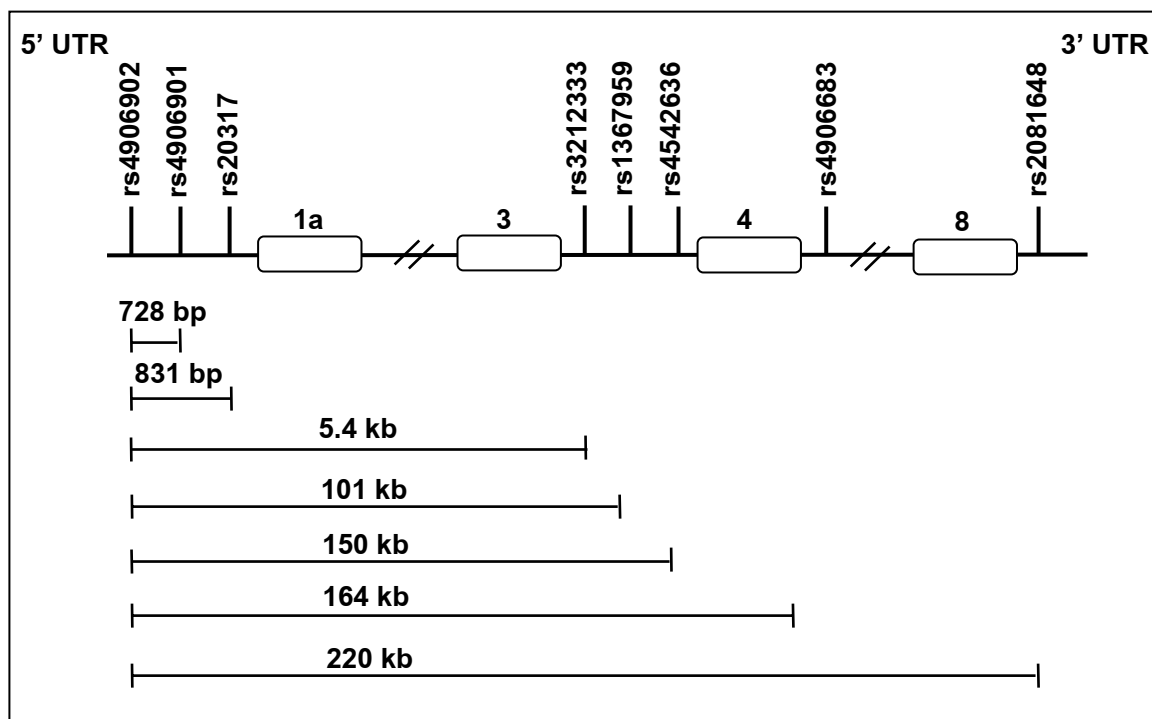 5’ UTR
3’ UTR
rs4906902
rs4906901
rs20317
rs3212333
rs1367959
rs4542636
rs4906683
rs2081648
1a
3
4
8
728 bp
831 bp
5.4 kb
101 kb
150 kb
164 kb
220 kb